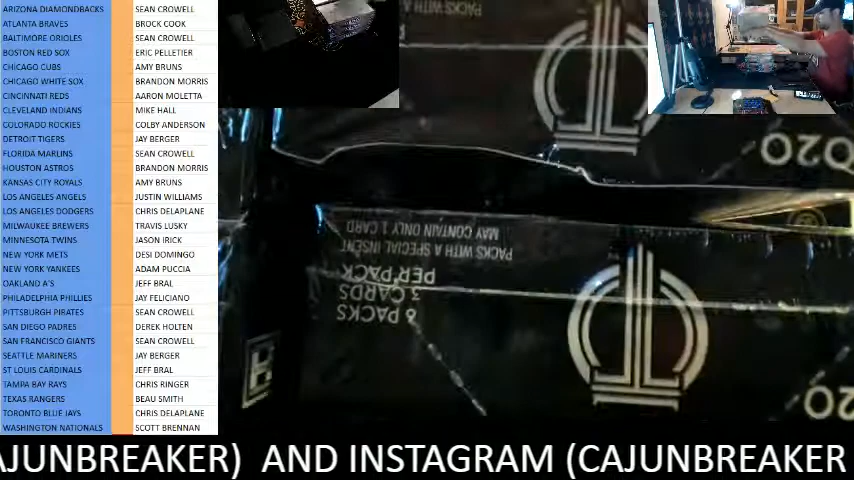 ARIZONA DIAMONDBACKS SEAN CROWELL
ATLANTA BRAVES BROCK COOK
BALTIMORE ORIOLES SEAN CROWELL
BOSTON RED SOX ERIC PELLETIER
CHICAGO CUBS AMY BRUNS
CHICAGO WHITE SOX BRANDON MORRIS
CINCINNATI REDS AARON MOLETTA
CLEVELAND INDIANS MIKE HALL
COLORADO ROCKIES COLBY ANDERSON
DETROIT TIGERS JAY BERGER
FLORIDA MARLINS SEAN CROWELL
HOUSTON ASTROS BRANDON MORRIS
KANSAS CITY ROYALS AMY BRUNS
LOS ANGELES ANGELS JUSTIN WILLIAMS
LOS ANGELES DODGERS CHRIS DELAPLANE
MILWAUKEE BREWERS TRAVIS LUSKY
MINNESOTA TWINS JASON IRICK
NEW YORK METS DESI DOMINGO
NEW YORK YANKEES ADAM PUCCIA
OAKLAND A'S JEFF BRAL
PHILADELPHIA PHILLIES JAY FELICIANO
PITTSBURGH PIRATES SEAN CROWELL
SAN DIEGO PADRES DEREK HOLTEN
SAN FRANCISCO GIANTS SEAN CROWELL
SEATTLE MARINERS JAY BERGER
ST LOUIS CARDINALS JEFF BRAL
TAMPA BAY RAYS CHRIS RINGER
TEXAS RANGERS BEAU SMITH
TORONTO BLUE JAYS CHRIS DELAPLANE
WASHINGTON NATIONALS SCOTT BRENNAN
PACKS WITH A
2020
6 PACKS
3 CARDS
PER PACK
PACKS WITH A SPECIAL INSERT
MAY CONTAIN ONLY 1 CARD
2020
AJUNBREAKER) AND INSTAGRAM (CAJUNBREAKER